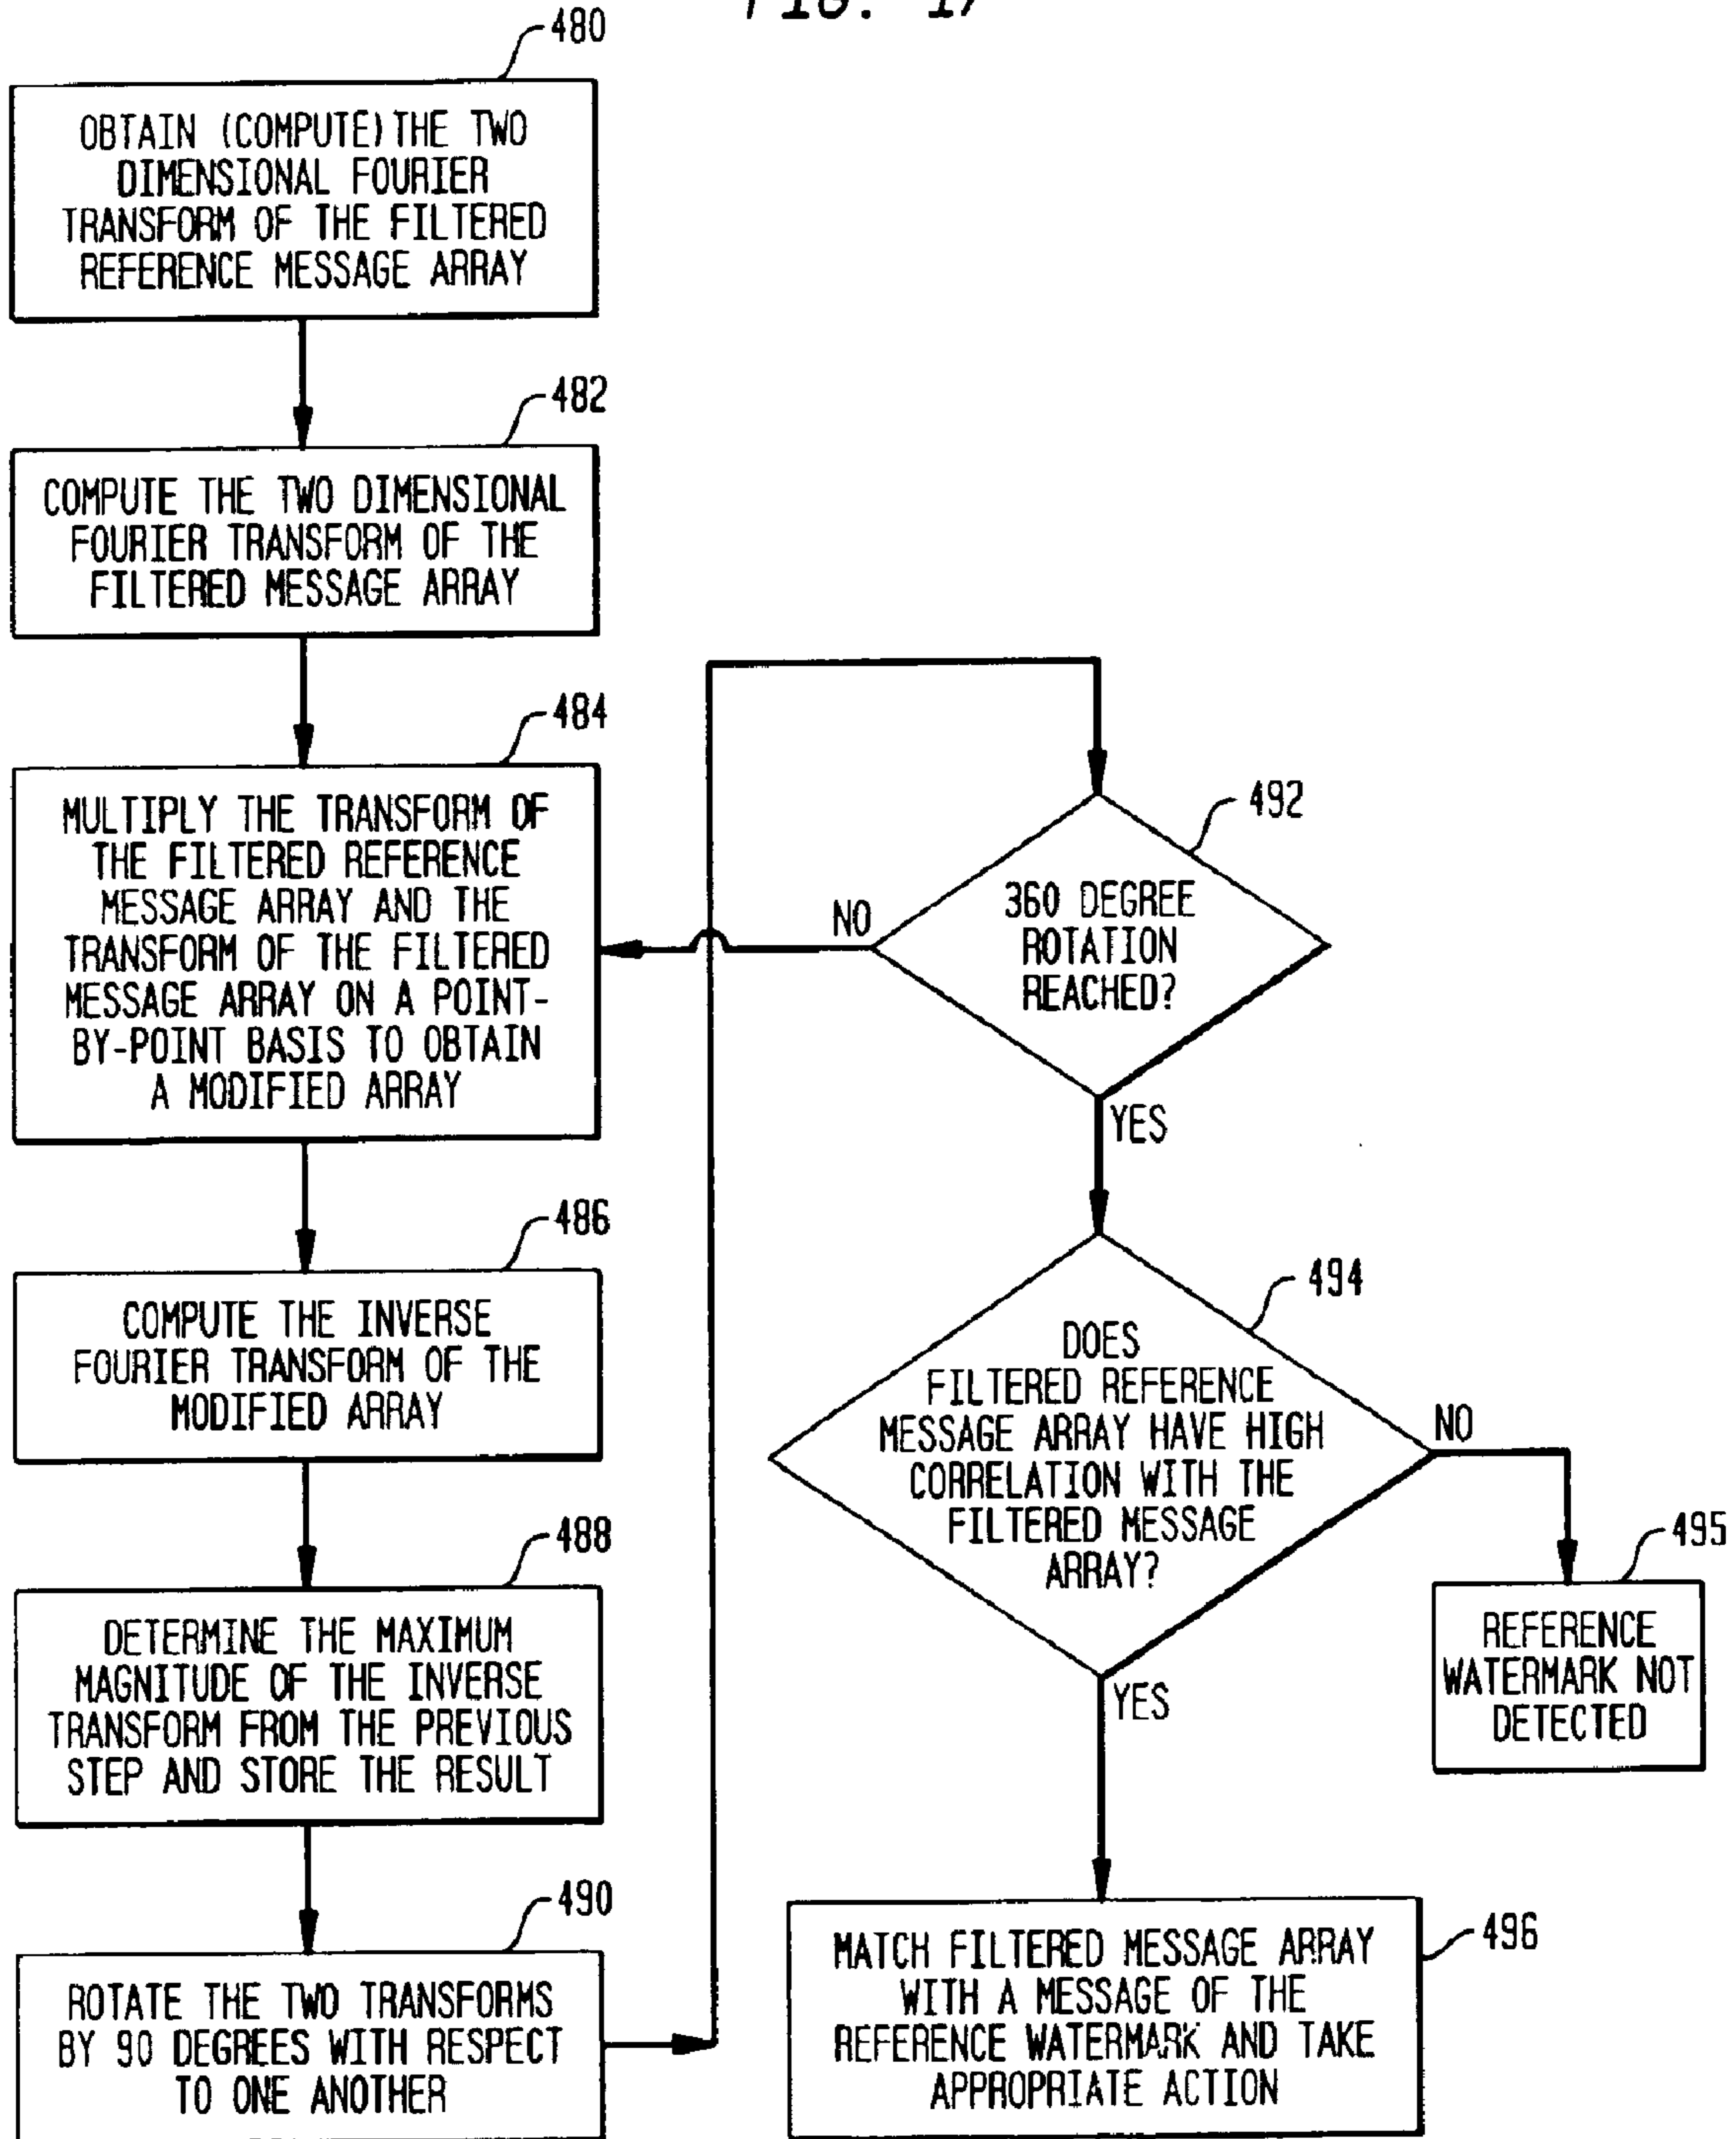 FIG. 17
480
OBTAIN (COMPUTE) THE TWO
DIMENSIONAL FOURIER
TRANSFORM OF THE FILTERED
REFERENCE MESSAGE ARRAY
482
COMPUTE THE TWO DIMENSIONAL
FOURIER TRANSFORM OF THE
FILTERED MESSAGE ARRAY
484
MULTIPLY THE TRANSFORM OF
THE FILTERED REFERENCE
MESSAGE ARRAY AND THE
TRANSFORM OF THE FILTERED
MESSAGE ARRAY ON A POINT-
BY-POINT BASIS TO OBTAIN
A MODIFIED ARRAY
486
COMPUTE THE INVERSE
FOURIER TRANSFORM OF THE
MODIFIED ARRAY
488
DETERMINE THE MAXIMUM
MAGNITUDE OF THE INVERSE
TRANSFORM FROM THE PREVIOUS
STEP AND STORE THE RESULT
490
ROTATE THE TWO TRANSFORMS
BY 90 DEGREES WITH RESPECT
TO ONE ANOTHER
492
360 DEGREE
ROTATION
REACHED?
NO
YES
494
DOES
FILTERED REFERENCE
MESSAGE ARRAY HAVE HIGH
CORRELATION WITH THE
FILTERED MESSAGE
ARRAY?
NO
YES
495
REFERENCE
WATERMARK NOT
DETECTED
496
MATCH FILTERED MESSAGE ARRAY
WITH A MESSAGE OF THE
REFERENCE WATERMARK AND TAKE
APPROPRIATE ACTION